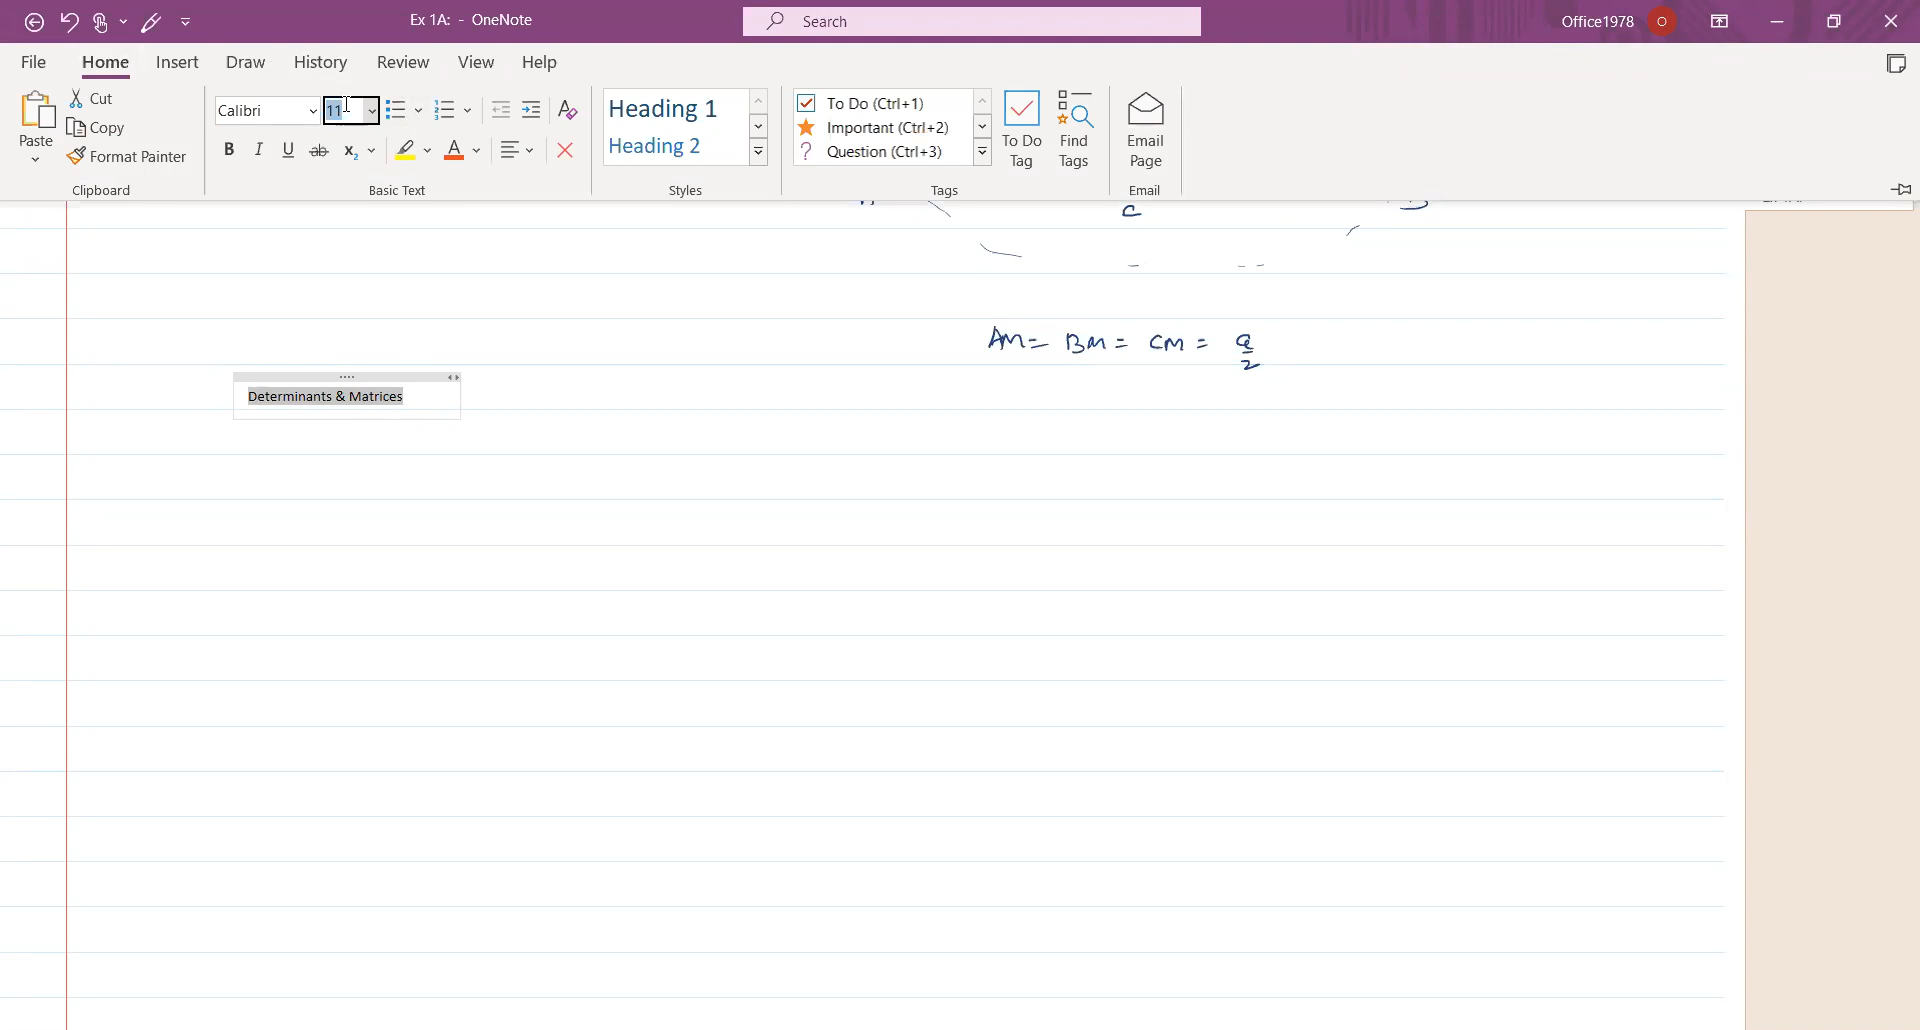 Ex 1A: - OneNote
Search
Office1978
O
File Home Insert Draw History Review View Help
Paste
Cut
Copy
Format Painter
Clipboard
Calibri
11
B I U ab x2 A
Basic Text
Heading 1
Heading 2
Styles
To Do (Ctrl+1)
Important (Ctrl+2)
Question (Ctrl+3)
Tags
To Do
Tag
Find
Tags
Email
Page
Email
C
AM = BM = CM = a/2
Determinants & Matrices